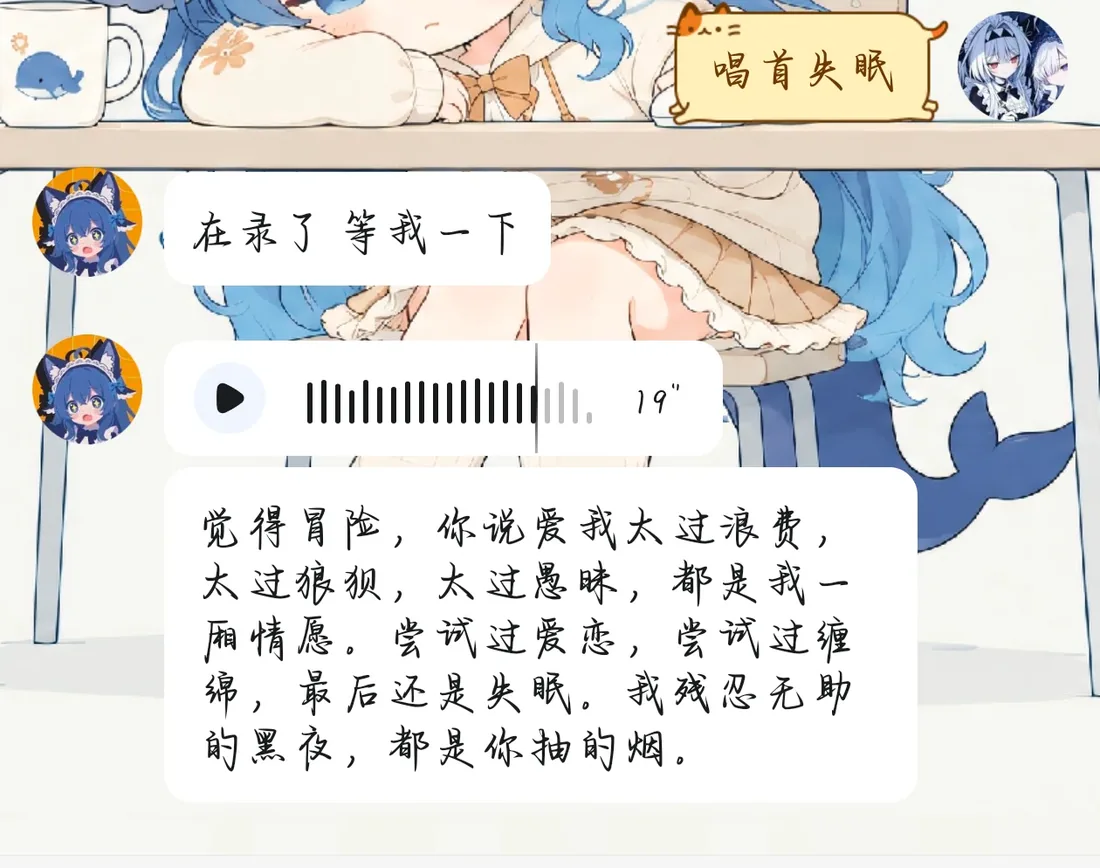 唱首失眠
在录了 等我一下
19"
觉得冒险，你说爱我太过浪费，
太过狼狈，太过愚昧，都是我一
厢情愿。尝试过爱恋，尝试过缠
绵，最后还是失眠。我残忍无助
的黑夜，都是你抽的烟。